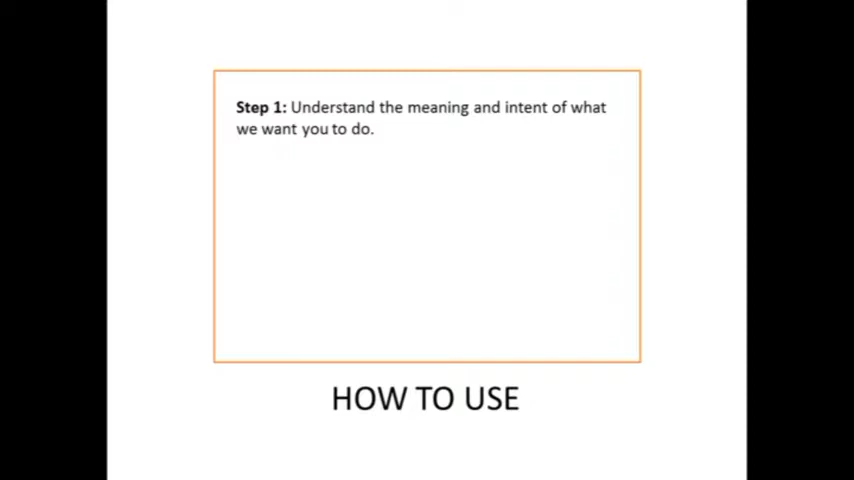 Step 1: Understand the meaning and intent of what
we want you to do.
HOW TO USE